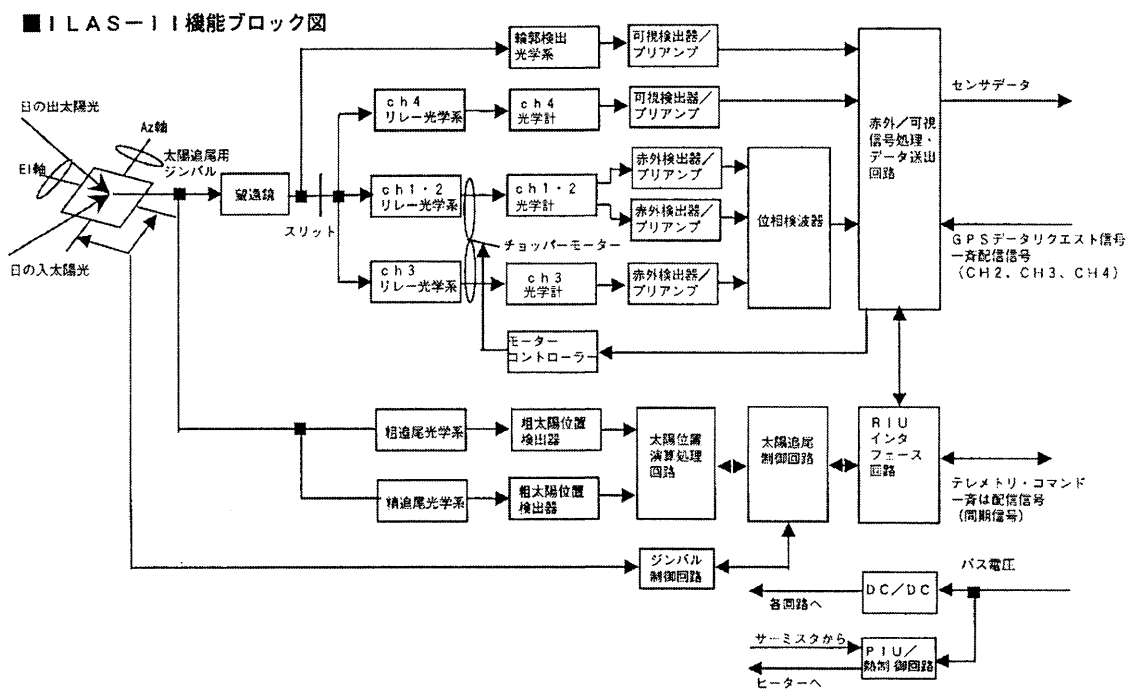 ■ILAS－II機能ブロック図
輪郭検出
光学系
可視検出器／
プリアンプ
日の出太陽光
Az軸
El軸
太陽追尾用
ジンバル
ch4
リレー光学系
ch4
光学計
可視検出器／
プリアンプ
赤外／可視
信号処理・
データ送出
回路
センサデータ
望遠鏡
スリット
ch1・2
リレー光学系
ch1・2
光学計
赤外検出器／
プリアンプ
赤外検出器／
プリアンプ
位相検波器
日の入太陽光
チョッパーモーター
GPSデータリクエスト信号
一斉配信信号
（CH2、CH3、CH4）
ch3
リレー光学系
ch3
光学計
赤外検出器／
プリアンプ
モーター
コントローラー
粗追尾光学系
粗太陽位置
検出器
太陽位置
演算処理
回路
太陽追尾
制御回路
RIU
インタ
フェース
回路
精追尾光学系
粗太陽位置
検出器
テレメトリ・コマンド
一斉は配信信号
（同期信号）
ジンバル
制御回路
バス電圧
各回路へ
DC／DC
サーミスタから
PIU／
熱制御回路
ヒーターへ